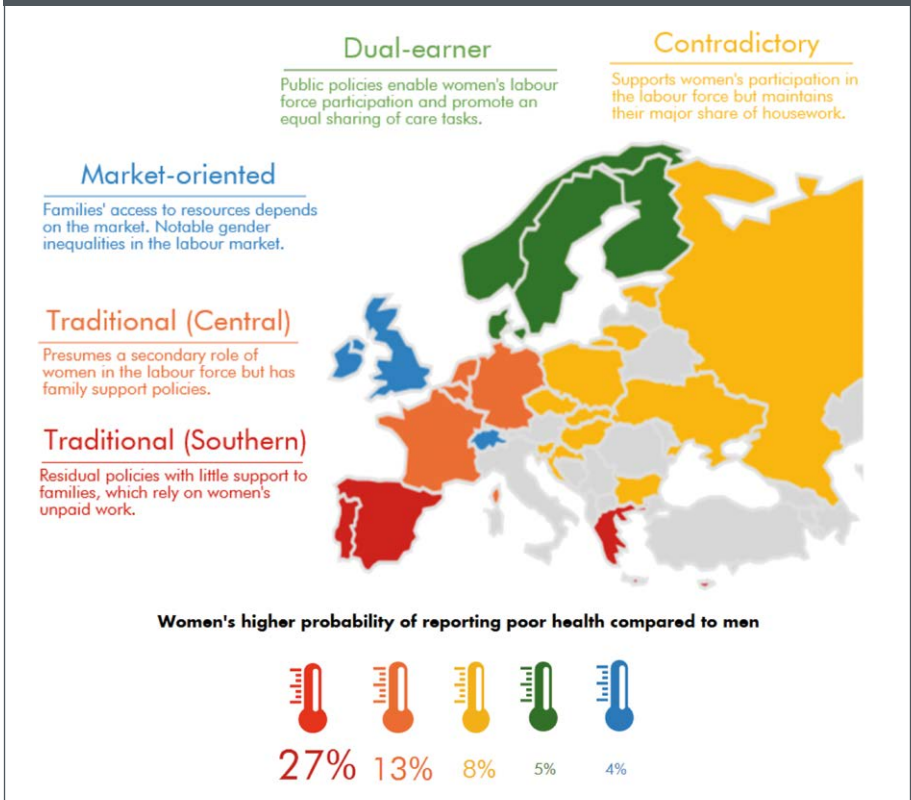 Dual-earner
Public policies enable women's labour
force participation and promote an
equal sharing of care tasks.
Contradictory
Supports women's participation in
the labour force but maintains
their major share of housework.
Market-oriented
Families' access to resources depends
on the market. Notable gender
inequalities in the labour market.
Traditional (Central)
Presumes a secondary role of
women in the labour force but has
family support policies.
Traditional (Southern)
Residual policies with little support to
families, which rely on women's
unpaid work.
Women's higher probability of reporting poor health compared to men
27% 13% 8% 5% 4%